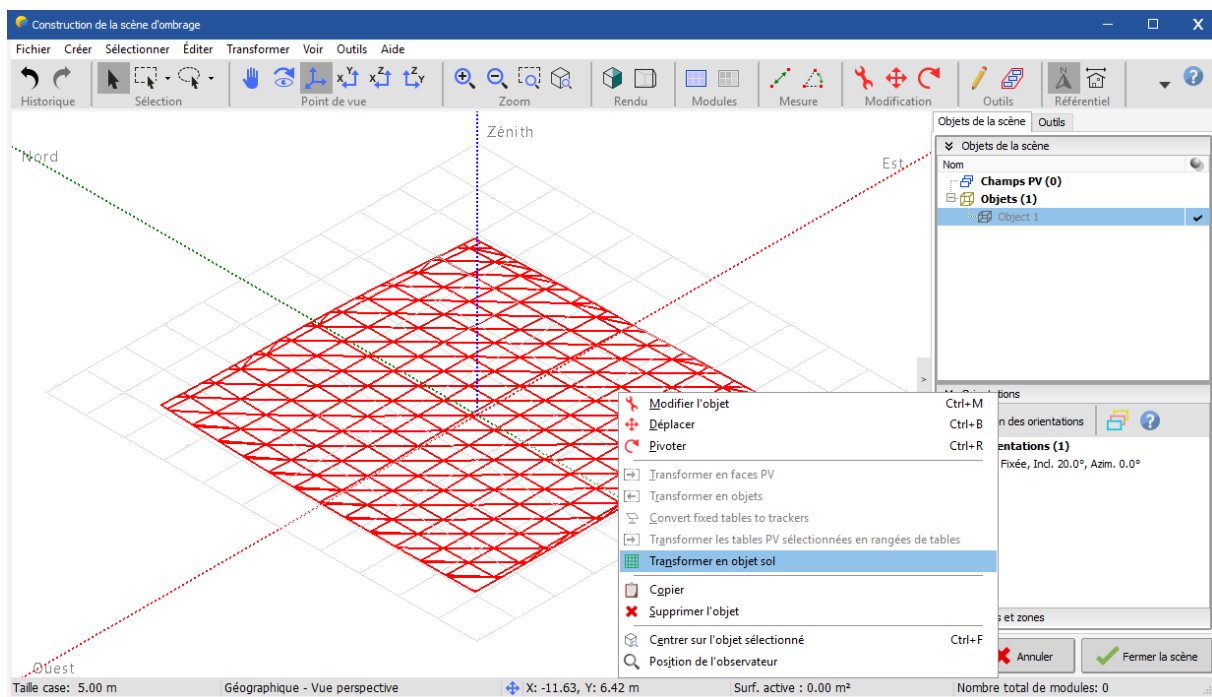 Construction de la scène d'ombrage
Fichier Créer Sélectionner Éditer Transformer Voir Outils Aide
Historique Sélection Point de vue Zoom Rendu Modules Mesure Modification Outils Référentiel
Zénith
Nord
Est
Ouest
Objets de la scène Outils
Objets de la scène
Nom
Champs PV (0)
Objets (1)
Object 1
Modifier l'objet Ctrl+M
Déplacer Ctrl+B
Pivoter Ctrl+R
Transformer en faces PV
Transformer en objets
Convert fixed tables to trackers
Transformer les tables PV sélectionnées en rangées de tables
Transformer en objet sol
Copier
Supprimer l'objet
Centrer sur l'objet sélectionné Ctrl+F
Position de l'observateur
n des orientations
entations (1)
Fixée, Incl. 20.0°, Azim. 0.0°
s et zones
Annuler Fermer la scène
Taille case: 5.00 m Géographique - Vue perspective X: -11.63, Y: 6.42 m Surf. active : 0.00 m² Nombre total de modules: 0